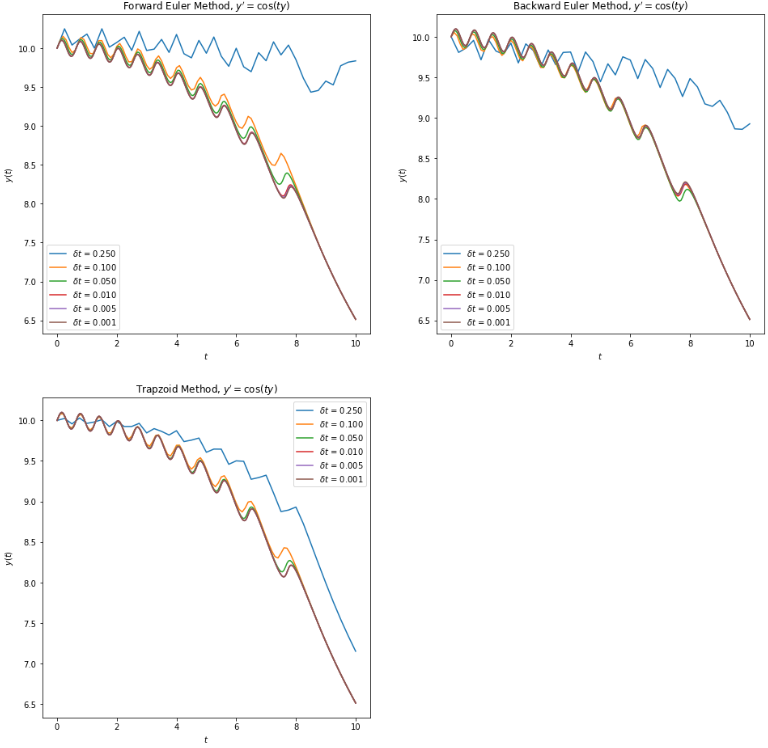 Forward Euler Method, y′ = cos(ty)
10.0
9.5
9.0
8.5
8.0
7.5
7.0
6.5
y(t)
δt = 0.250
δt = 0.100
δt = 0.050
δt = 0.010
δt = 0.005
δt = 0.001
0 2 4 6 8 10
t
Backward Euler Method, y′ = cos(ty)
10.0
9.5
9.0
8.5
8.0
7.5
7.0
6.5
y(t)
δt = 0.250
δt = 0.100
δt = 0.050
δt = 0.010
δt = 0.005
δt = 0.001
0 2 4 6 8 10
t
Trapzoid Method, y′ = cos(ty)
10.0
9.5
9.0
8.5
8.0
7.5
7.0
6.5
y(t)
δt = 0.250
δt = 0.100
δt = 0.050
δt = 0.010
δt = 0.005
δt = 0.001
0 2 4 6 8 10
t